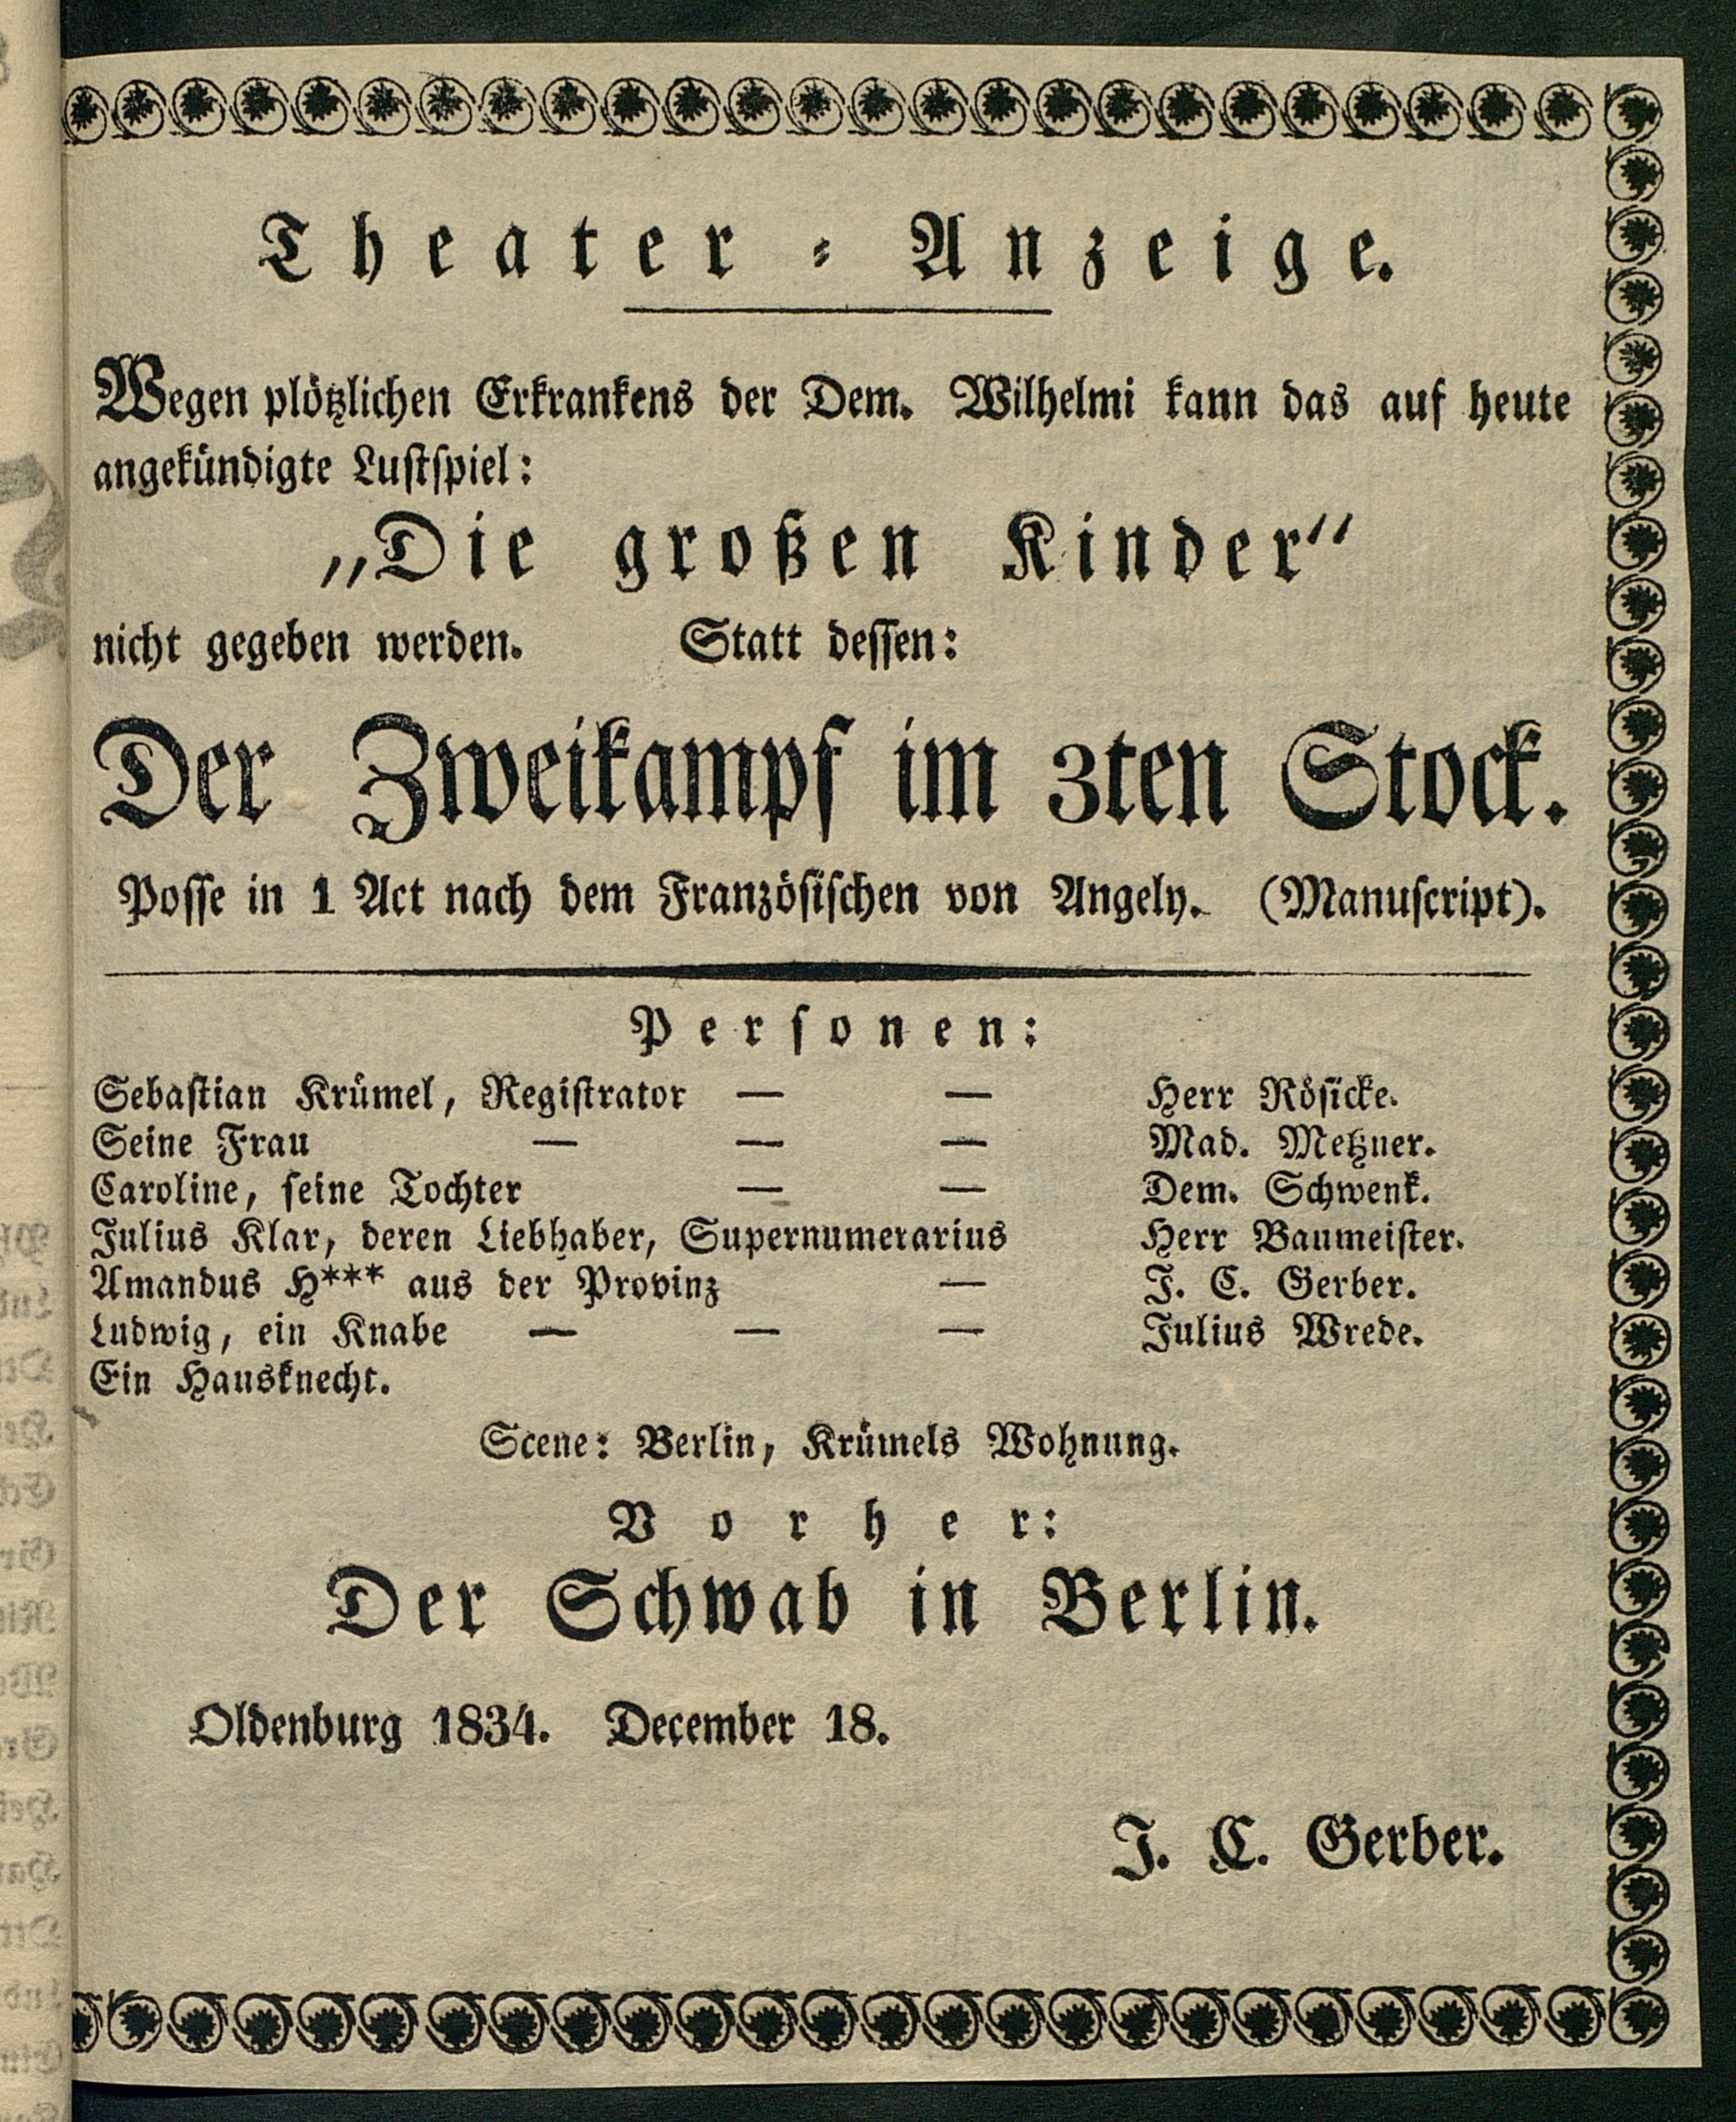 Theater-Anzeige.
Wegen plötzlichen Erkrankens der Dem. Wilhelmi kann das auf heute
angekündigte Lustspiel:
„Die großen Kinder“
nicht gegeben werden. Statt dessen:
Der Zweikampf im 3ten Stock.
Posse in 1 Act nach dem Französischen von Angely. (Manuscript).
Personen:
Sebastian Krümel, Registrator — — Herr Rösicke.
Seine Frau — — — Mad. Metzner.
Caroline, seine Tochter — — Dem. Schwenk.
Julius Klar, deren Liebhaber, Supernumerarius Herr Baumeister.
Amandus H*** aus der Provinz — J. C. Gerber.
Ludwig, ein Knabe — — — Julius Wrede.
Ein Hausknecht.
Scene: Berlin, Krümels Wohnung.
Vorher:
Der Schwab in Berlin.
Oldenburg 1834. December 18.
J. C. Gerber.